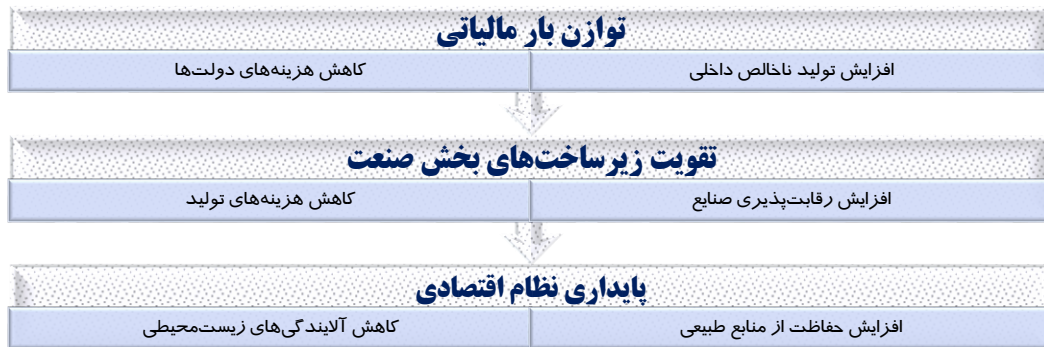 توازن بار مالیاتی
افزایش تولید ناخالص داخلی
کاهش هزینه‌های دولت‌ها
تقویت زیرساخت‌های بخش صنعت
افزایش رقابت‌پذیری صنایع
کاهش هزینه‌های تولید
پایداری نظام اقتصادی
افزایش حفاظت از منابع طبیعی
کاهش آلایندگی‌های زیست‌محیطی